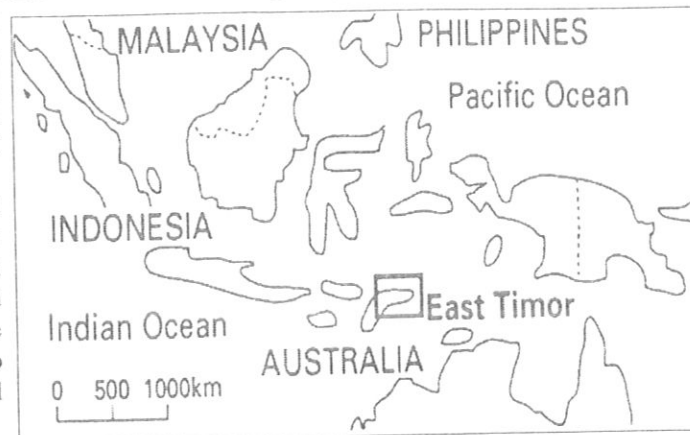 MALAYSIA
PHILIPPINES
Pacific Ocean
INDONESIA
East Timor
Indian Ocean
AUSTRALIA
0 500 1000km